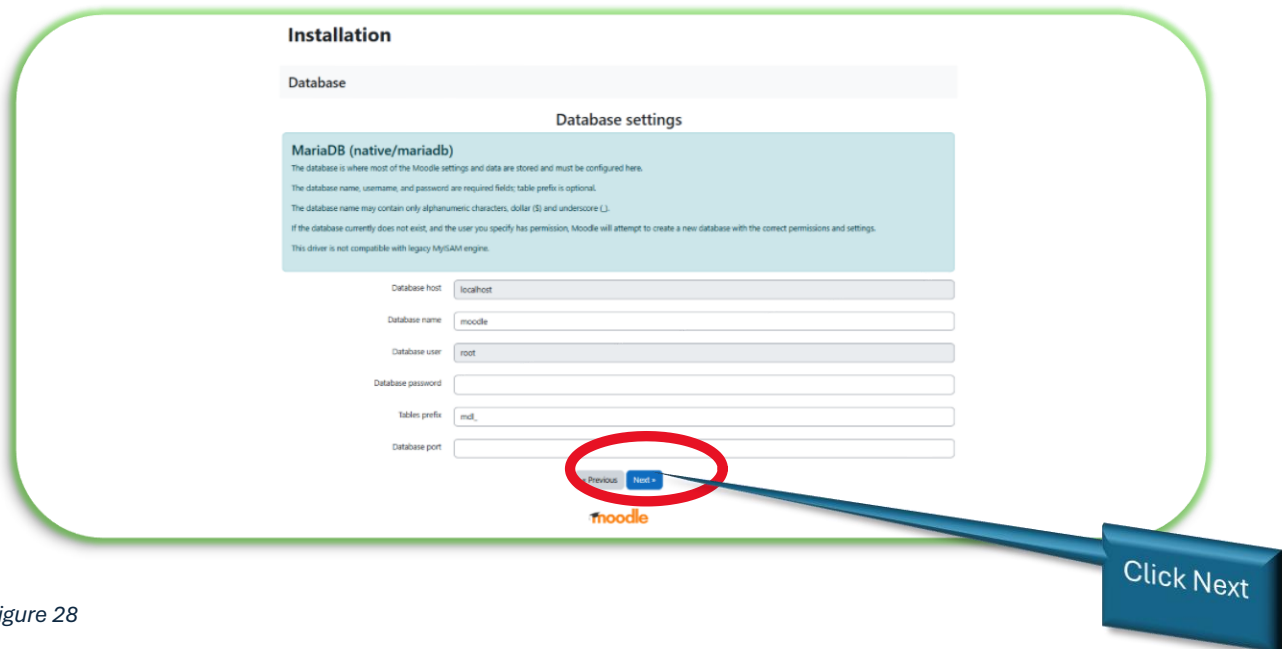 Installation
Database
Database settings
MariaDB (native/mariadb)
The database is where most of the Moodle settings and data are stored and must be configured here.
The database name, username, and password are required fields; table prefix is optional.
The database name may contain only alphanumeric characters, dollar ($) and underscore (_).
If the database currently does not exist, and the user you specify has permission, Moodle will attempt to create a new database with the correct permissions and settings.
This driver is not compatible with legacy MyISAM engine.
Database host localhost
Database name moodle
Database user root
Database password
Tables prefix mdl_
Database port
« Previous Next »
moodle
Click Next
igure 28